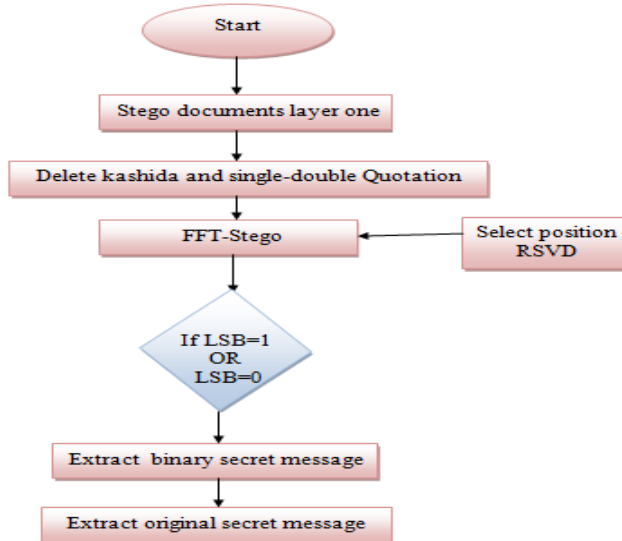 Start
Stego documents layer one
Delete kashida and single-double Quotation
FFT-Stego
Select position
RSVD
If LSB=1
OR
LSB=0
Extract binary secret message
Extract original secret message